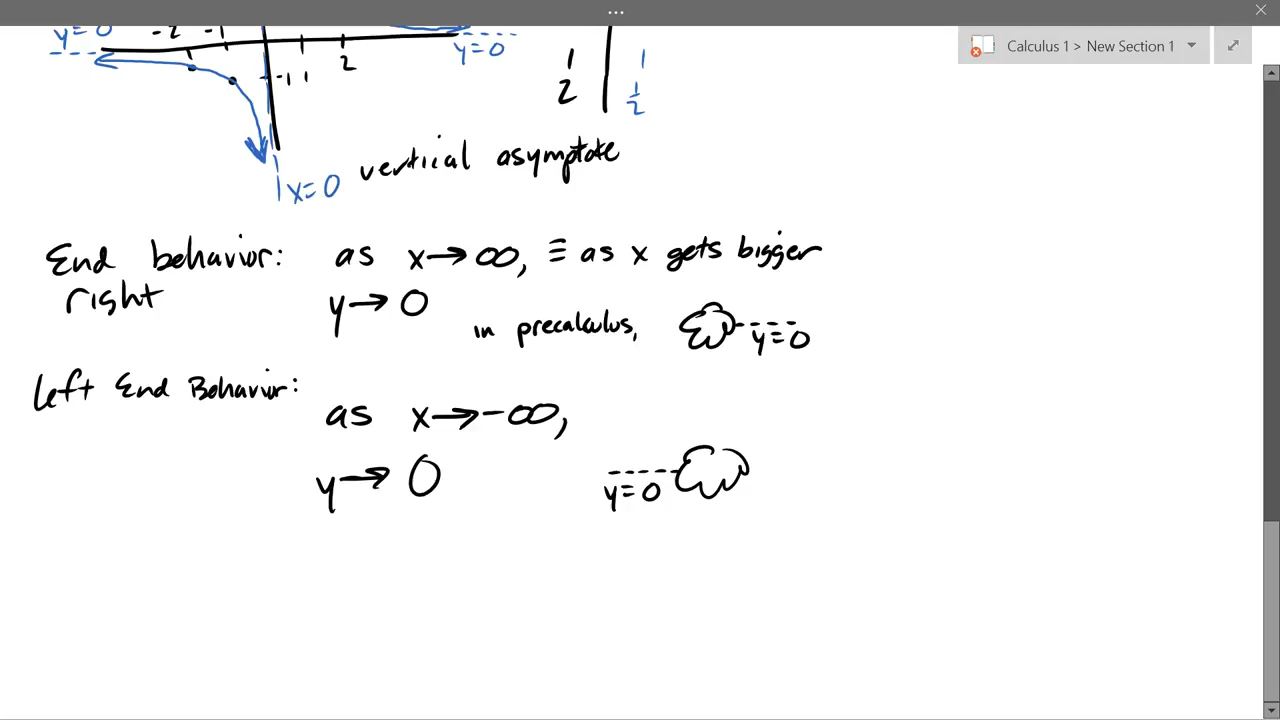 ...
Calculus 1 > New Section 1
y=0
-2 -1
2
-1 1
y=0
1 1
2 1/2
x=0
vertical asymptote
End behavior: as x→∞, ≡ as x gets bigger
right y→0
in precalculus, y=0
Left End Behavior:
as x→-∞,
y→0
y=0